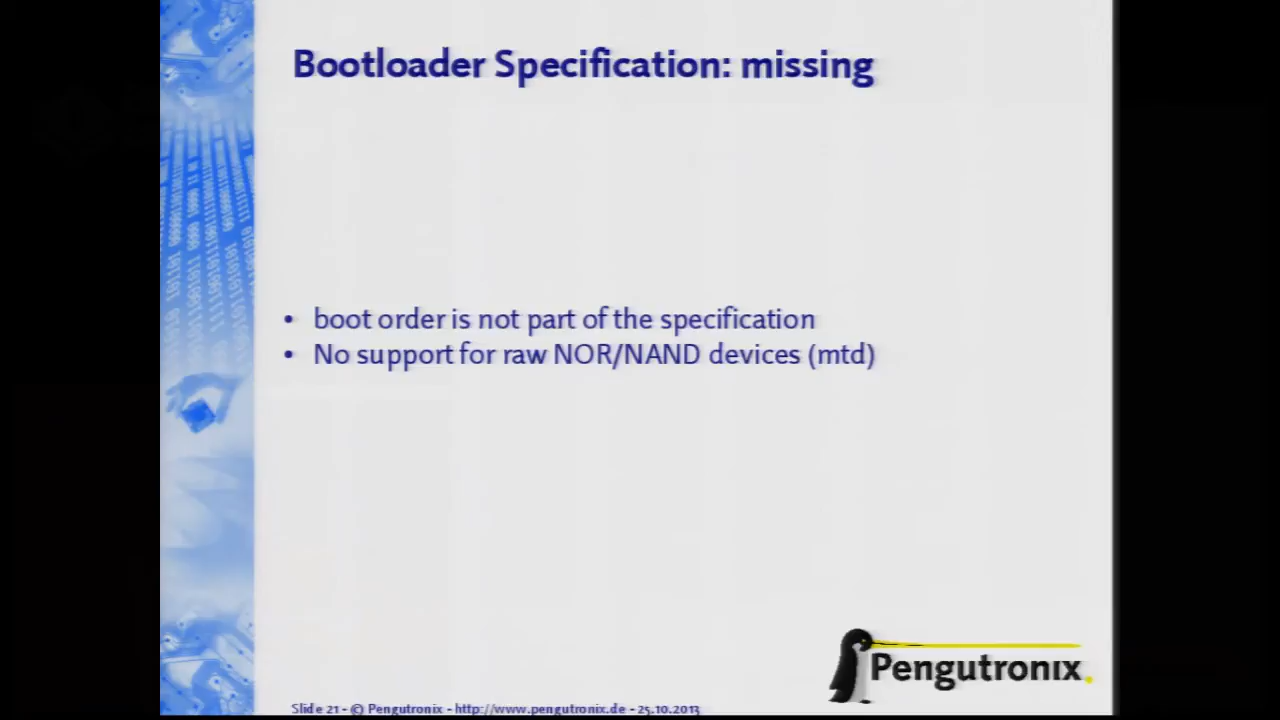 Bootloader Specification: missing
• boot order is not part of the specification
• No support for raw NOR/NAND devices (mtd)
Pengutronix
Slide 21 - © Pengutronix - http://www.pengutronix.de - 25.10.2013